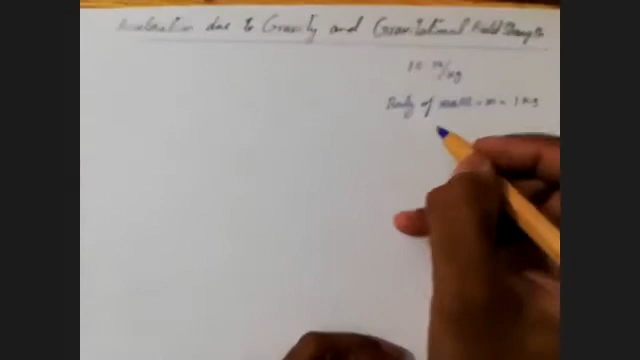 Acceleration due to Gravity and Gravitational Field Strength
10 N/kg
Body of mass = m = 1 kg